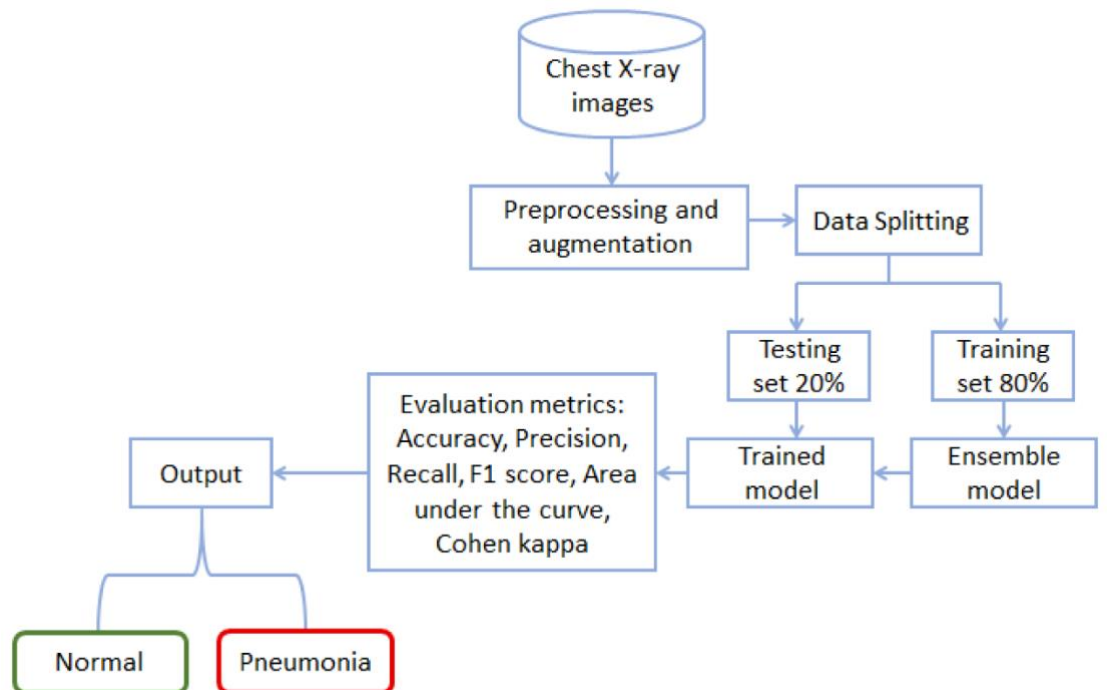 Chest X-ray
images
Preprocessing and
augmentation
Data Splitting
Testing
set 20%
Training
set 80%
Evaluation metrics:
Accuracy, Precision,
Recall, F1 score, Area
under the curve,
Cohen kappa
Output
Trained
model
Ensemble
model
Normal
Pneumonia